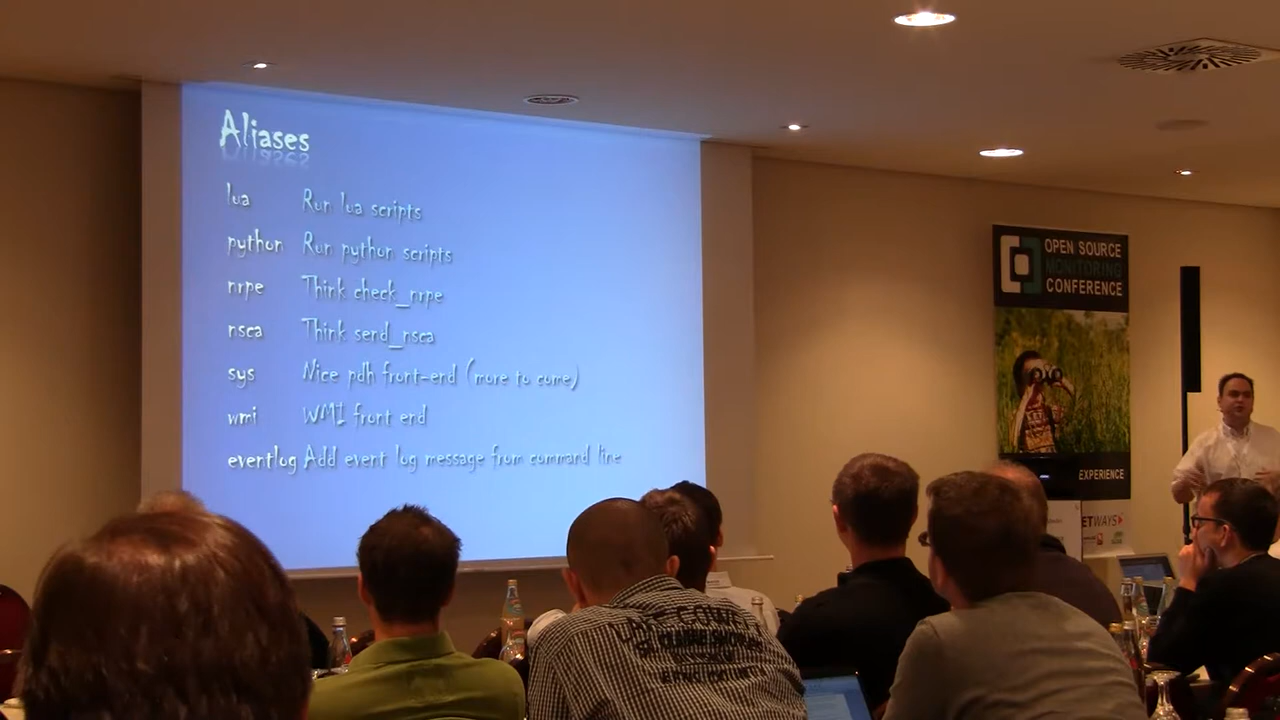 Aliases
lua Run lua scripts
python Run python scripts
nrpe Think check_nrpe
nsca Think send_nsca
sys Nice pdh front-end (more to come)
wmi WMI front end
eventlog Add event log message from command line
OPEN SOURCE
MONITORING
CONFERENCE
EXPERIENCE
ETWAYS